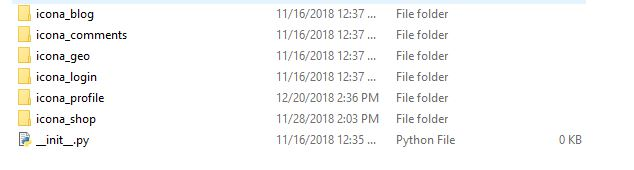 icona_blog 11/16/2018 12:37 ... File folder
icona_comments 11/16/2018 12:37 ... File folder
icona_geo 11/16/2018 12:37 ... File folder
icona_login 11/16/2018 12:37 ... File folder
icona_profile 12/20/2018 2:36 PM File folder
icona_shop 11/28/2018 2:03 PM File folder
__init__.py 11/16/2018 12:35 ... Python File 0 KB